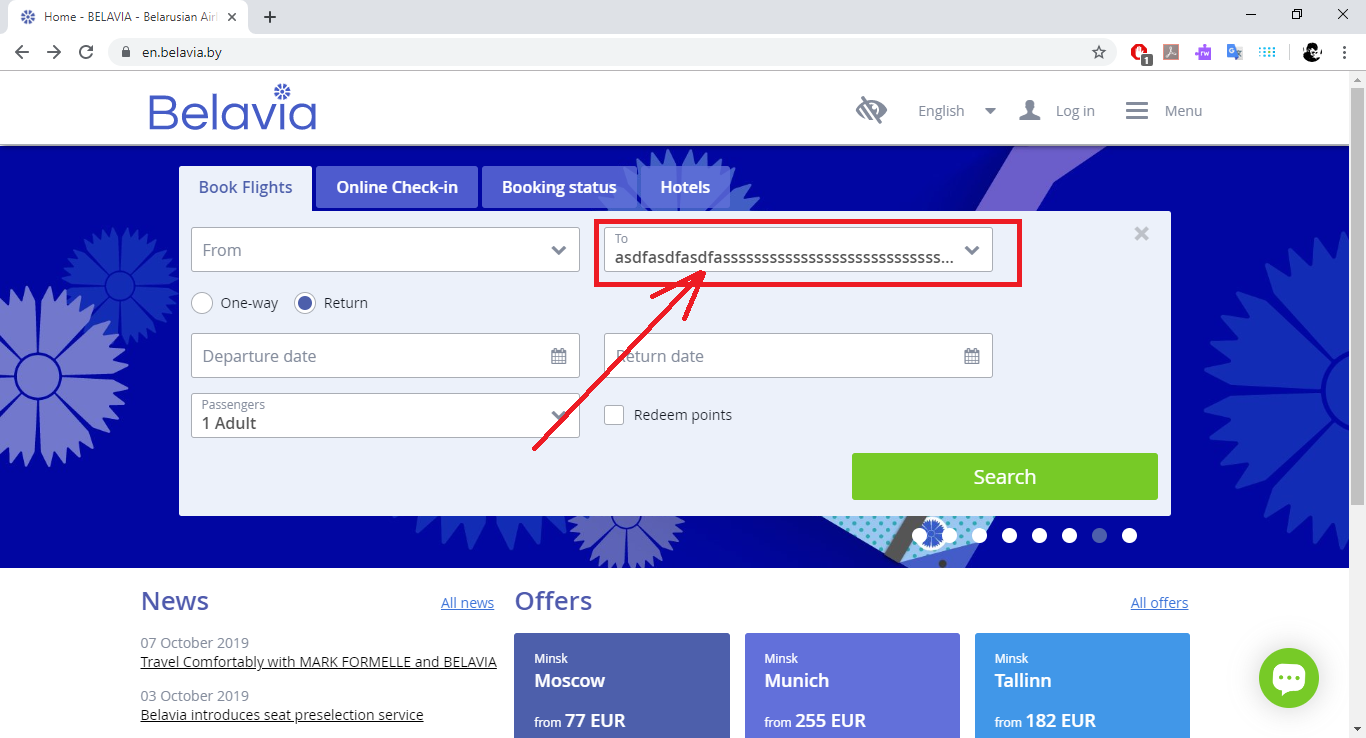 Home - BELAVIA - Belarusian Airl
en.belavia.by
1
Belavia
English
Log in
Menu
Book Flights
Online Check-in
Booking status
Hotels
From
To
asdfasdfasdfassssssssssssssssssssssssssssss...
One-way
Return
Departure date
Return date
Passengers
1 Adult
Redeem points
Search
News
All news
Offers
All offers
07 October 2019
Travel Comfortably with MARK FORMELLE and BELAVIA
03 October 2019
Belavia introduces seat preselection service
Minsk
Moscow
from 77 EUR
Minsk
Munich
from 255 EUR
Minsk
Tallinn
from 182 EUR